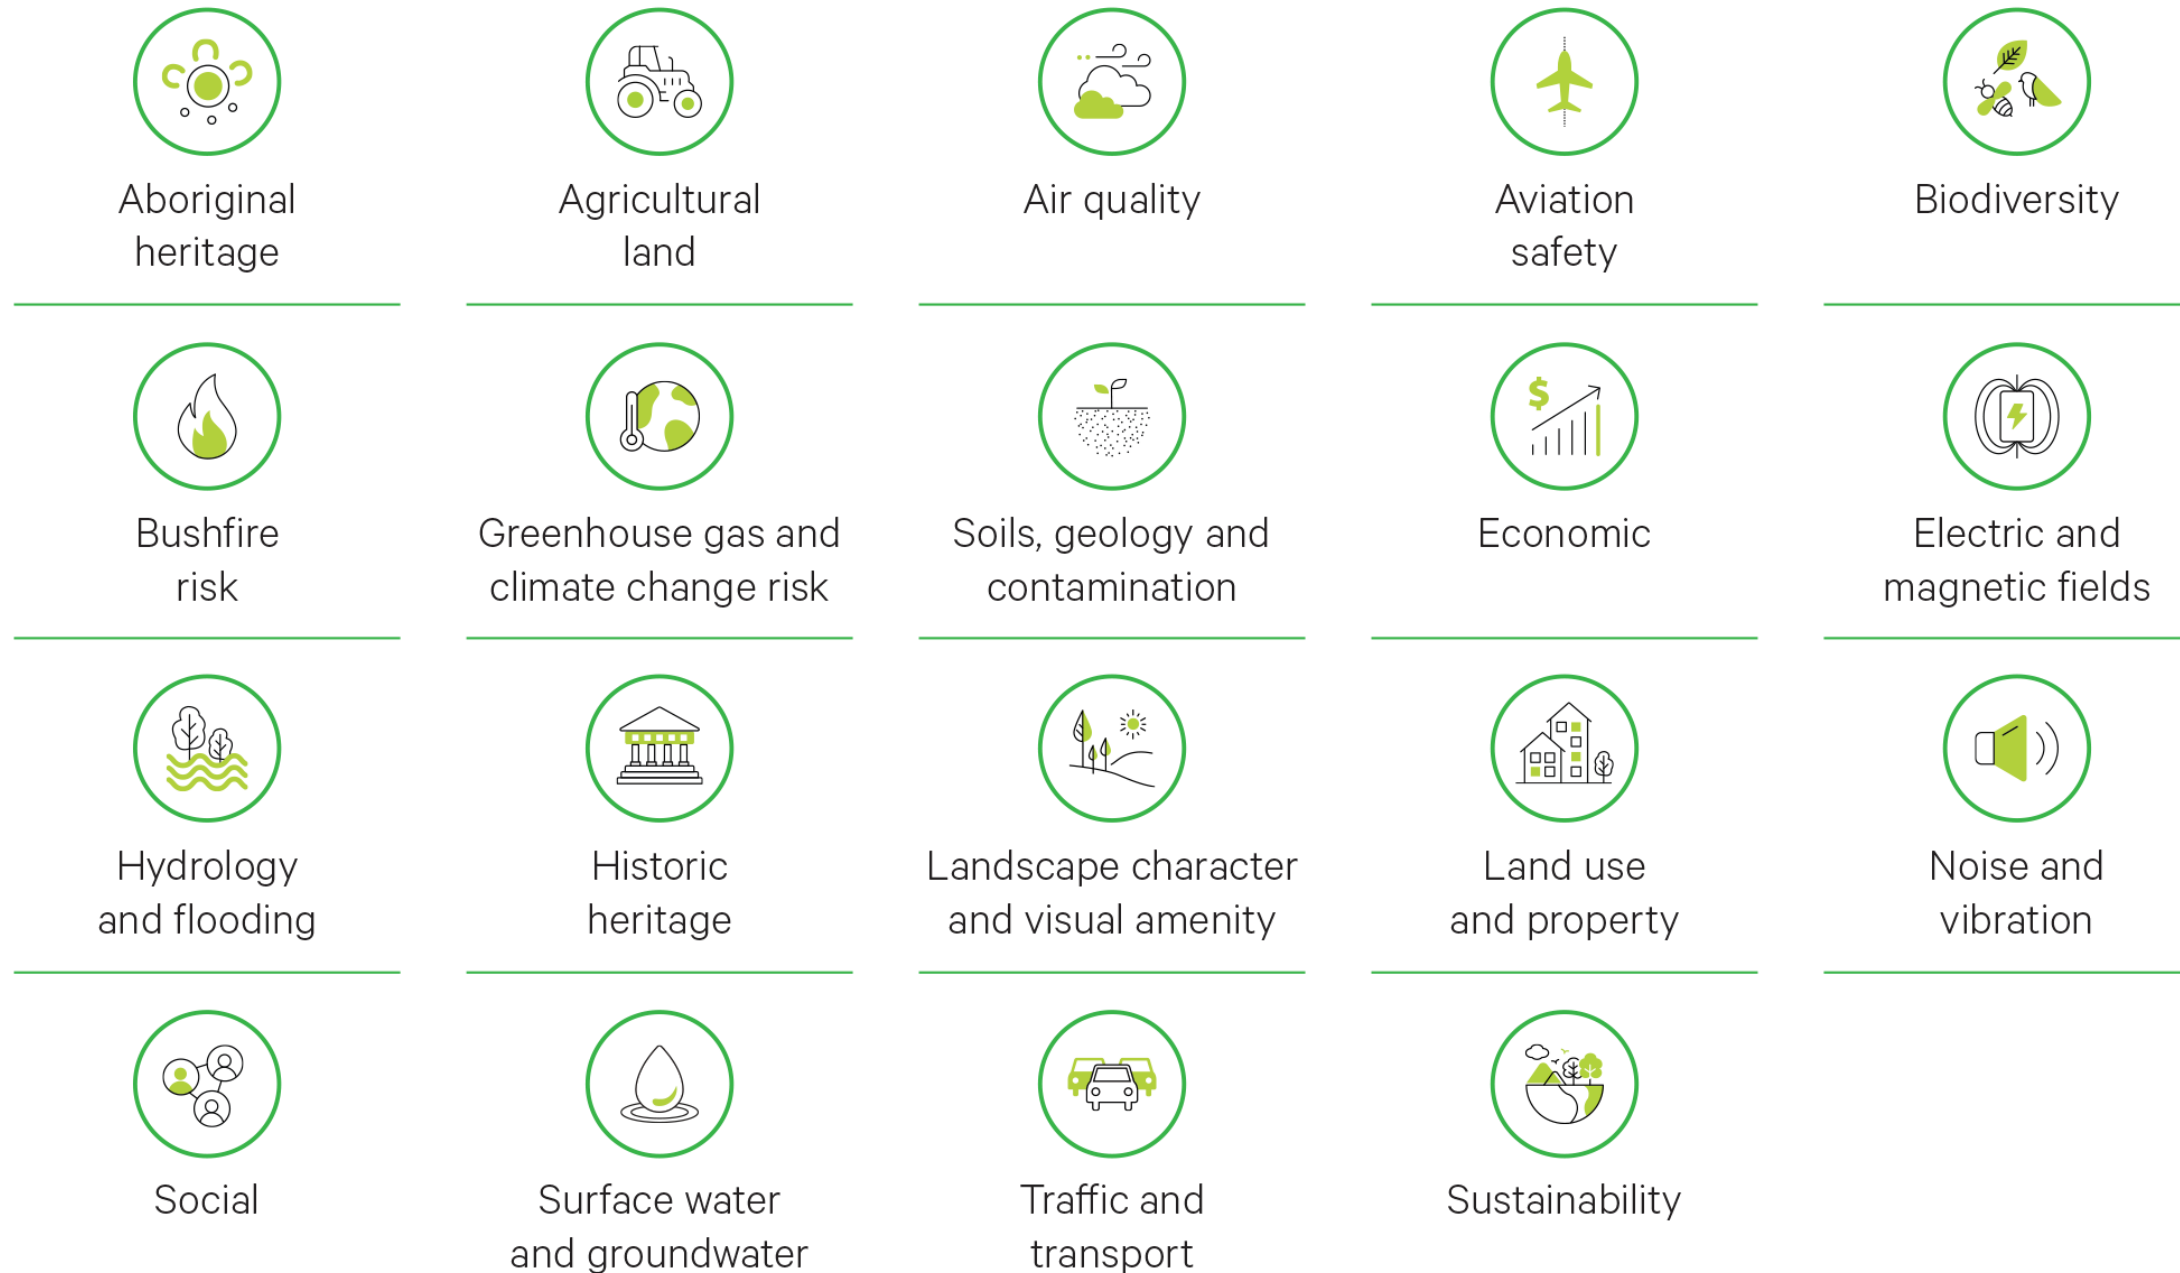 Aboriginal
heritage
Agricultural
land
Air quality
Aviation
safety
Biodiversity
Bushfire
risk
Greenhouse gas and
climate change risk
Soils, geology and
contamination
$
Economic
Electric and
magnetic fields
Hydrology
and flooding
Historic
heritage
Landscape character
and visual amenity
Land use
and property
Noise and
vibration
Social
Surface water
and groundwater
Traffic and
transport
Sustainability